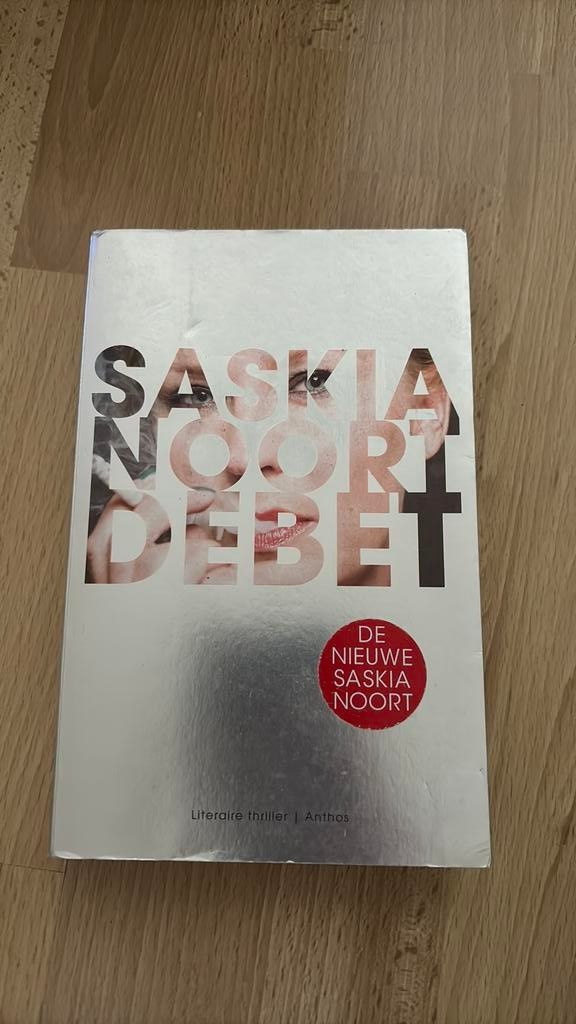 SASKIA
NOORT
DEBET
DE
NIEUWE
SASKIA
NOORT
Literaire thriller | Anthos